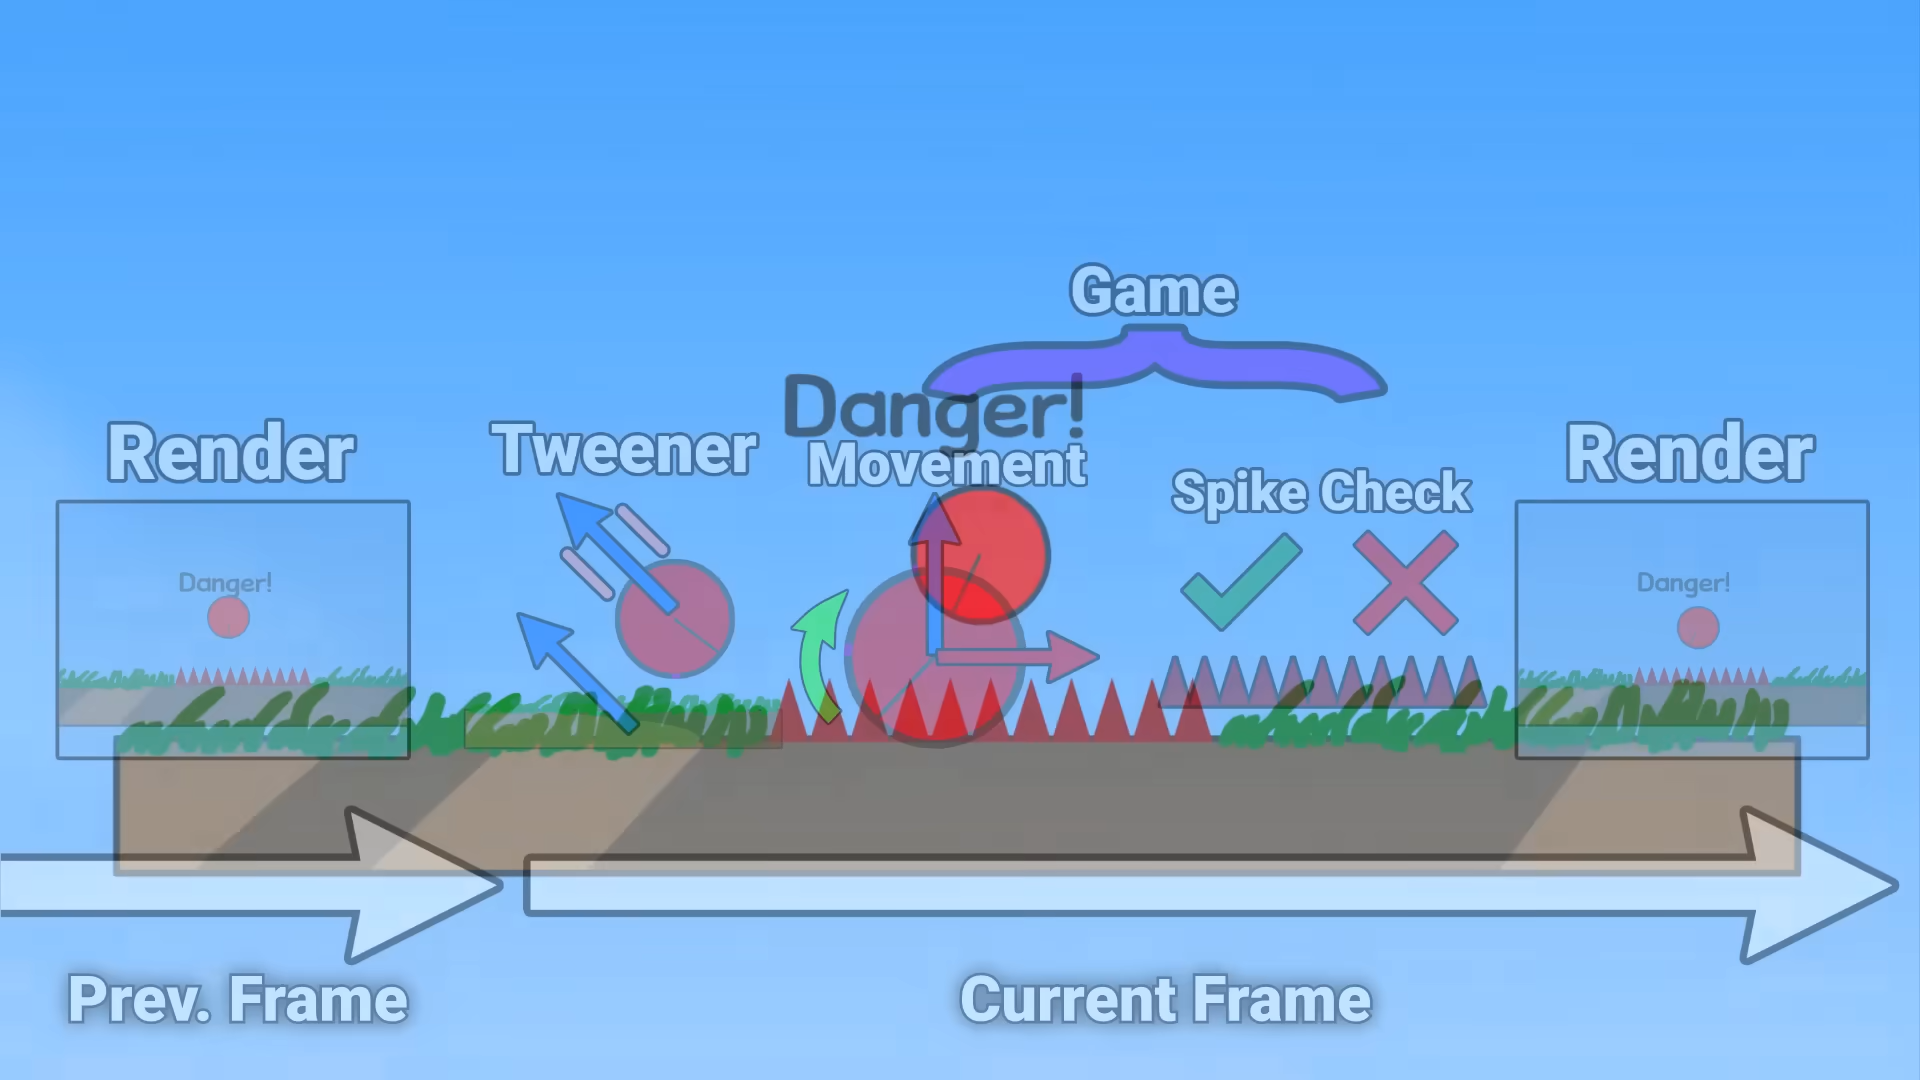 Game
Danger!
Render
Tweener
Movement
Spike Check
Render
Danger!
Danger!
Prev. Frame
Current Frame